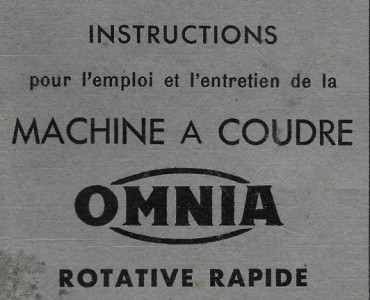 INSTRUCTIONS
pour l'emploi et l'entretien de la
MACHINE A COUDRE
OMNIA
ROTATIVE RAPIDE